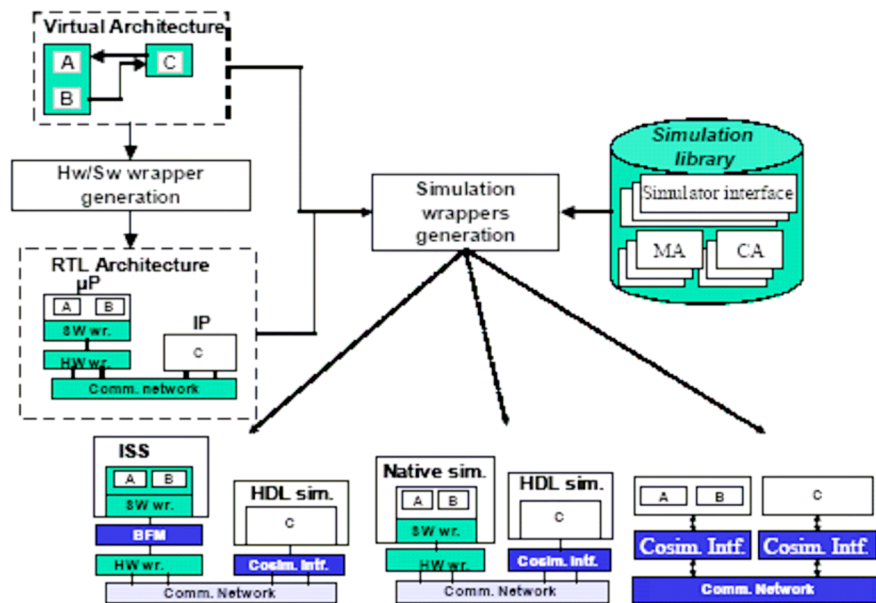 Virtual Architecture
A
C
B
Hw/Sw wrapper
generation
RTL Architecture
µP
A B
SW wr.
HW wr.
IP
C
Comm. network
Simulation
wrappers
generation
Simulation
library
Simulator interface
MA
CA
ISS
A B
SW wr.
BFM
HW wr.
HDL sim.
C
Cosim. Intf.
Comm. Network
Native sim.
A B
SW wr.
HW wr.
HDL sim.
C
Cosim. Intf.
Comm. Network
A B
C
Cosim. Intf.
Cosim. Intf.
Comm. Network